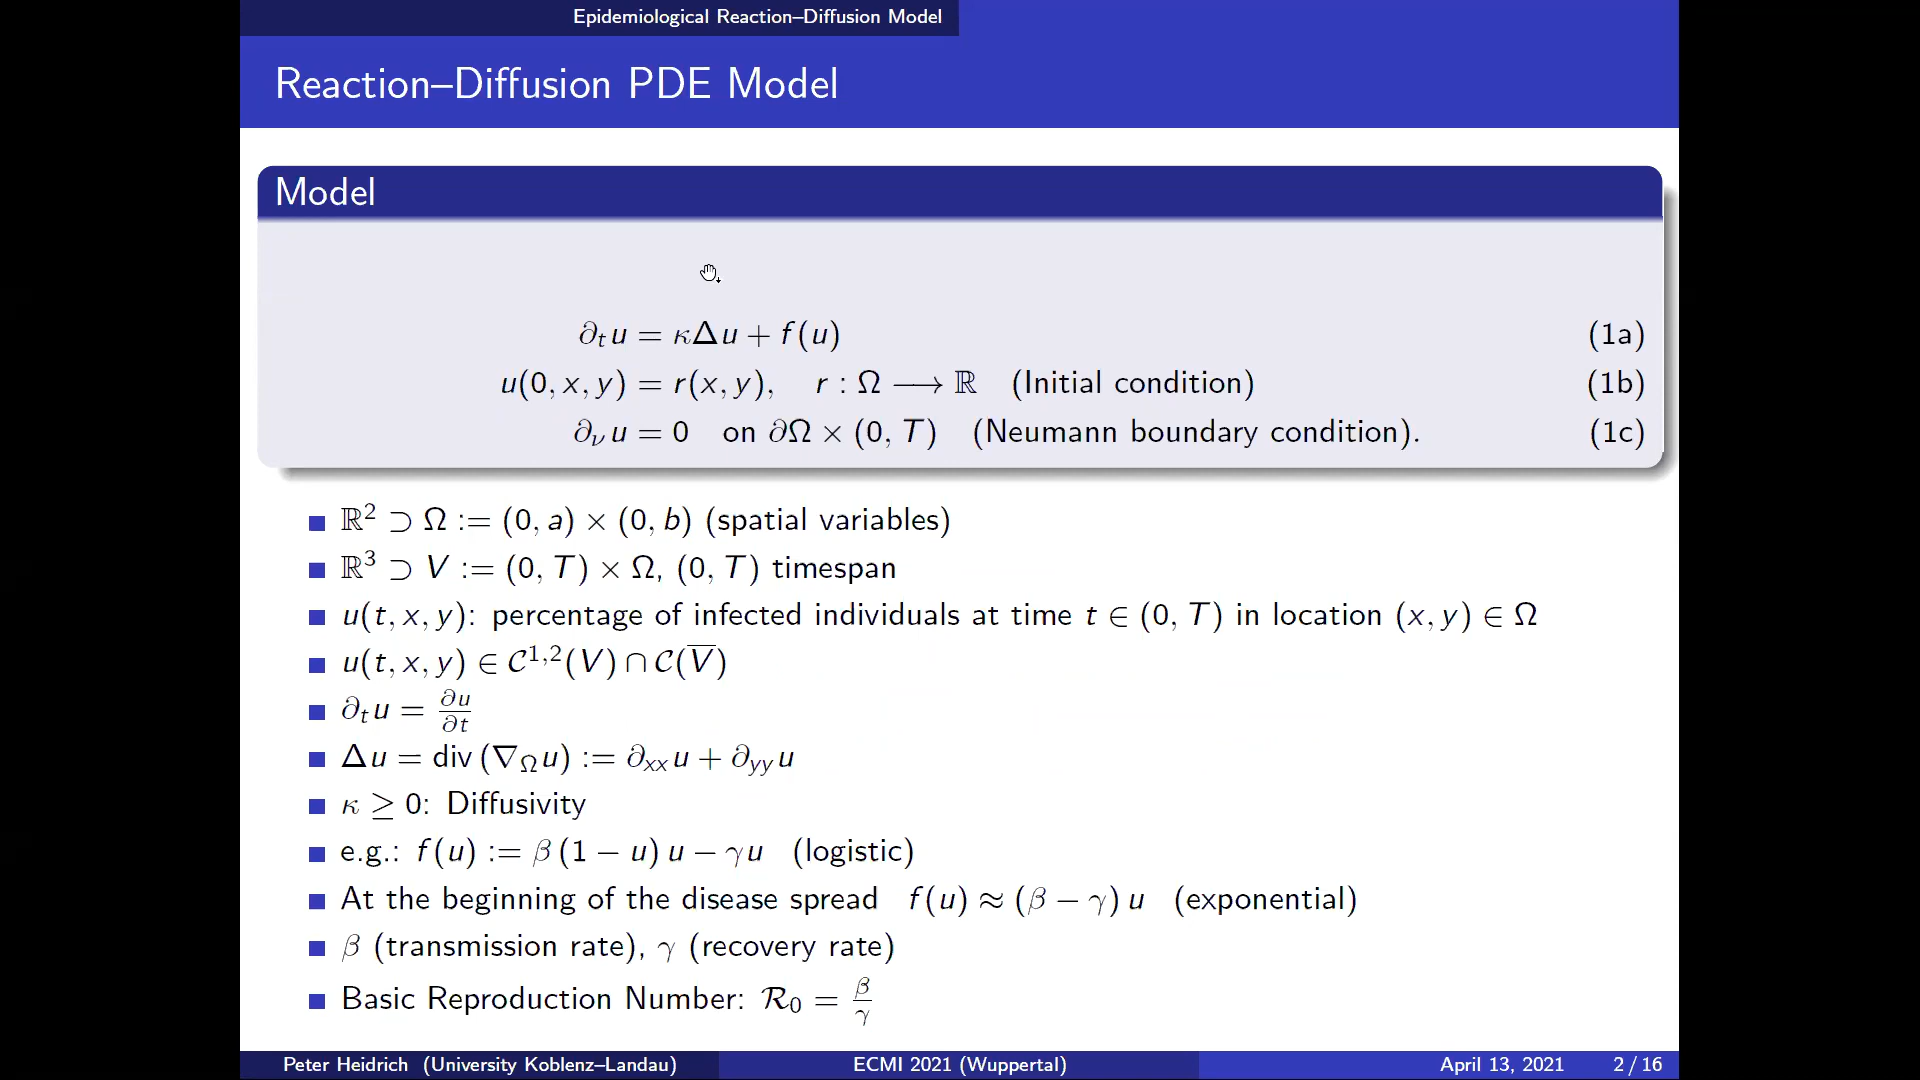 Epidemiological Reaction–Diffusion Model
Reaction–Diffusion PDE Model
Model
∂ₜu = κΔu + f(u) (1a)
u(0, x, y) = r(x, y), r : Ω ⟶ ℝ (Initial condition) (1b)
∂_ν u = 0 on ∂Ω × (0, T) (Neumann boundary condition). (1c)
ℝ² ⊃ Ω := (0, a) × (0, b) (spatial variables)
ℝ³ ⊃ V := (0, T) × Ω, (0, T) timespan
u(t, x, y): percentage of infected individuals at time t ∈ (0, T) in location (x, y) ∈ Ω
u(t, x, y) ∈ 𝒞^{1,2}(V) ∩ 𝒞(V̅)
∂ₜu = ∂u/∂t
Δu = div (∇_Ω u) := ∂_{xx}u + ∂_{yy}u
κ ≥ 0: Diffusivity
e.g.: f(u) := β (1 − u) u − γu (logistic)
At the beginning of the disease spread f(u) ≈ (β − γ) u (exponential)
β (transmission rate), γ (recovery rate)
Basic Reproduction Number: ℛ₀ = β/γ
Peter Heidrich (University Koblenz–Landau) ECMI 2021 (Wuppertal) April 13, 2021 2 / 16